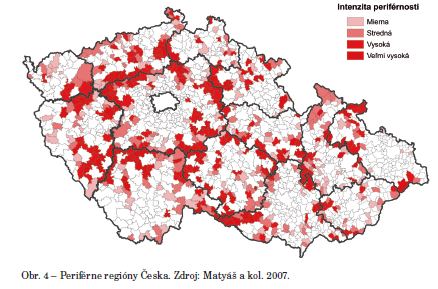 Intenzita periférnosti
Mierna
Stredná
Vysoká
Veľmi vysoká
Obr. 4 – Periférne regióny Česka. Zdroj: Matyáš a kol. 2007.